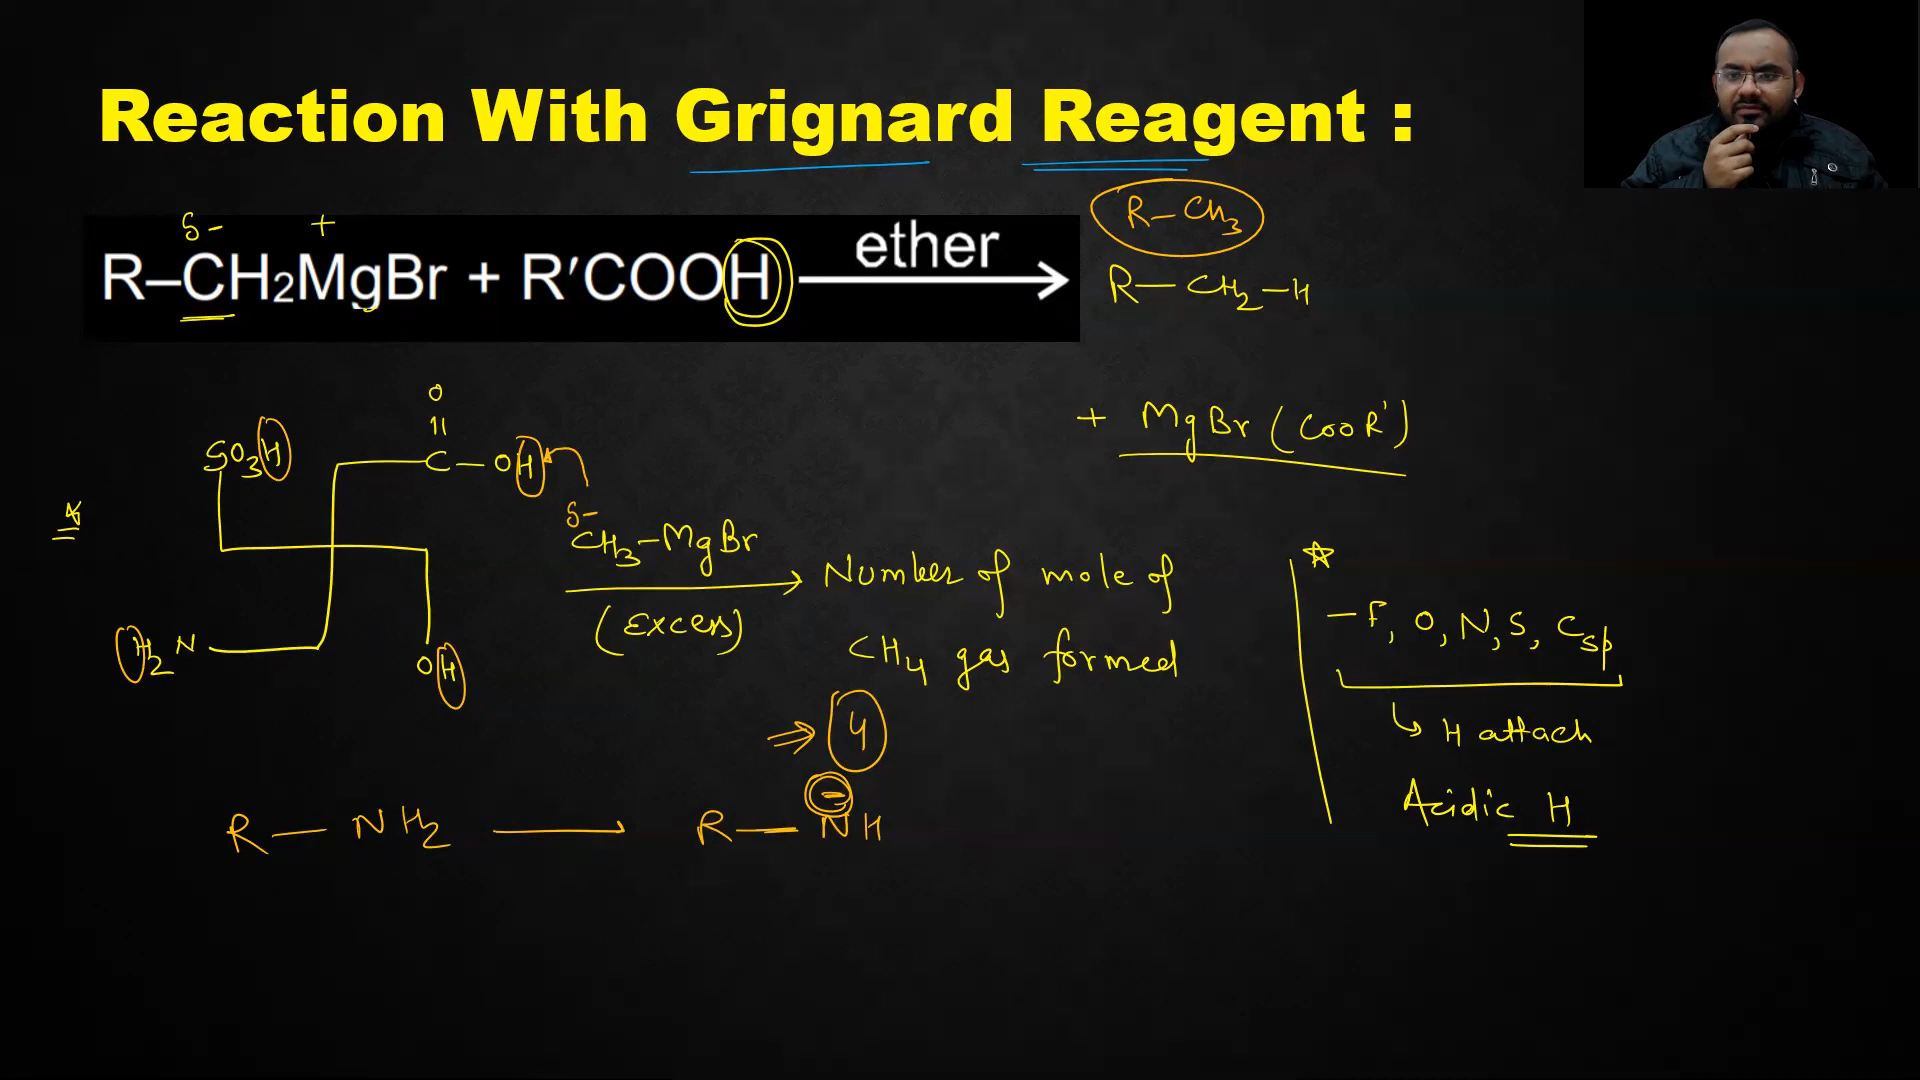 Reaction With Grignard Reagent :
δ- +
R–CH₂MgBr + R′COOH ether
R-CH₃
R-CH₂-H
+ MgBr(COOR')
O
SO₃H C-OH
δ-
CH₃-MgBr
(Excess)
H₂N OH
Number of mole of
CH₄ gas formed
⇒ 4
R-NH₂ → R-NH
-
☆
- F, O, N, S, Csp
↳ H attach
Acidic H